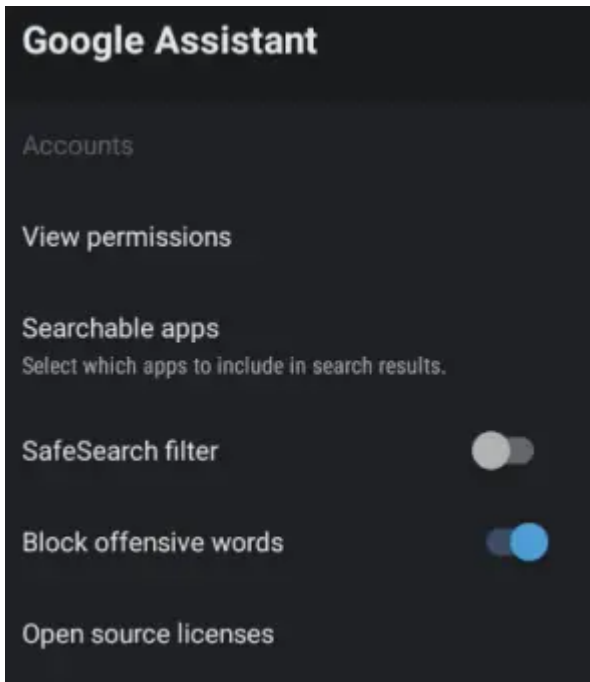 Google Assistant
Accounts
View permissions
Searchable apps
Select which apps to include in search results.
SafeSearch filter
Block offensive words
Open source licenses